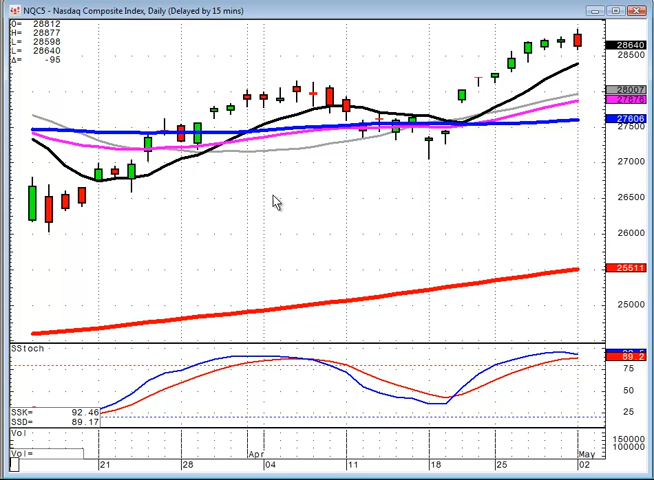 NQC5 - Nasdaq Composite Index, Daily (Delayed by 15 mins)
O= 28812
H= 28877
L= 28598
L= 28640
Δ= -95
28640
28500
28007
27876
27606
27500
27000
26500
26000
25511
25000
SStoch
89.2
75
50
25
SSK= 92.46
SSD= 89.17
Vol
150000
100000
Vol=
Apr
May
21
28
04
11
18
25
02